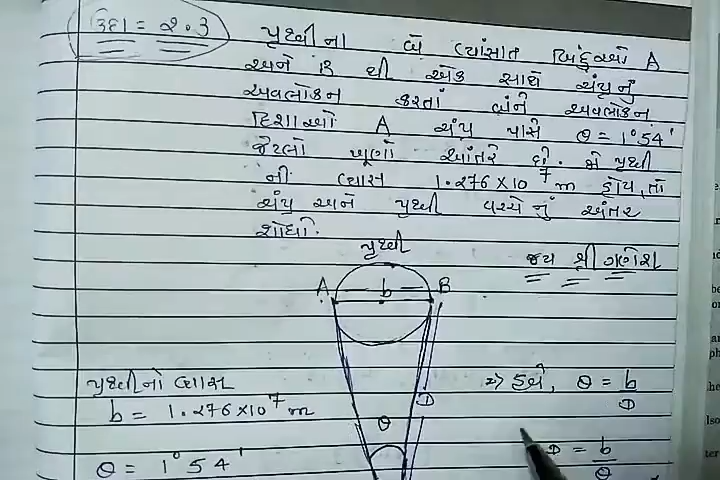 ઉદા = ૨.૩
પૃથ્વીના બે વ્યાસાંત બિંદુઓ A
અને B થી એક સાથે ચંદ્રનું
અવલોકન કરતાં બંને અવલોકન
દિશાઓ A ચંદ્ર પાસે θ = 1°54'
જેટલો ખૂણો આંતરે છે. જો પૃથ્વી
ની વ્યાસ 1.276×10⁷ m હોય, તો
ચંદ્ર અને પૃથ્વી વચ્ચેનું અંતર
શોધો.
જય શ્રી ગણેશ
પૃથ્વી
A b B
પૃથ્વીનો વ્યાસ
b = 1.276×10⁷ m
θ = 1°54'
θ
D
=> હવે, θ = b/D
D = b/θ